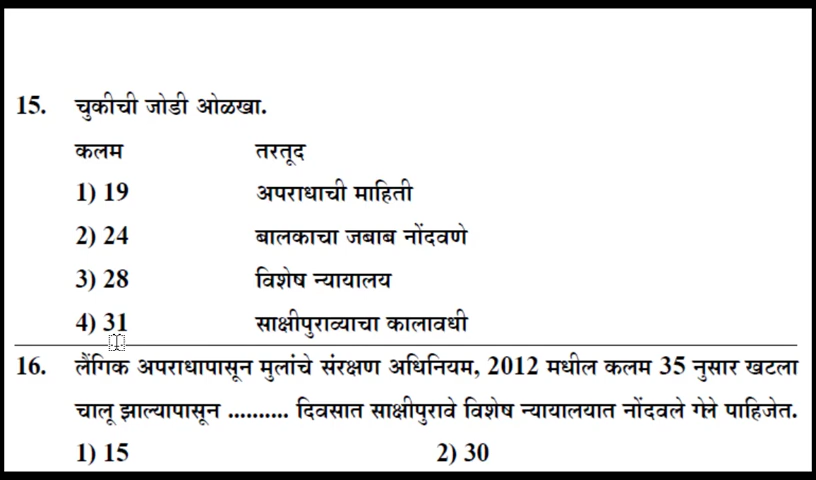 15. चुकीची जोडी ओळखा.
कलम तरतूद
1) 19 अपराधाची माहिती
2) 24 बालकाचा जबाब नोंदवणे
3) 28 विशेष न्यायालय
4) 31 साक्षीपुराव्याचा कालावधी
16. लैंगिक अपराधापासून मुलांचे संरक्षण अधिनियम, 2012 मधील कलम 35 नुसार खटला
चालू झाल्यापासून .......... दिवसात साक्षीपुरावे विशेष न्यायालयात नोंदवले गेले पाहिजेत.
1) 15 2) 30